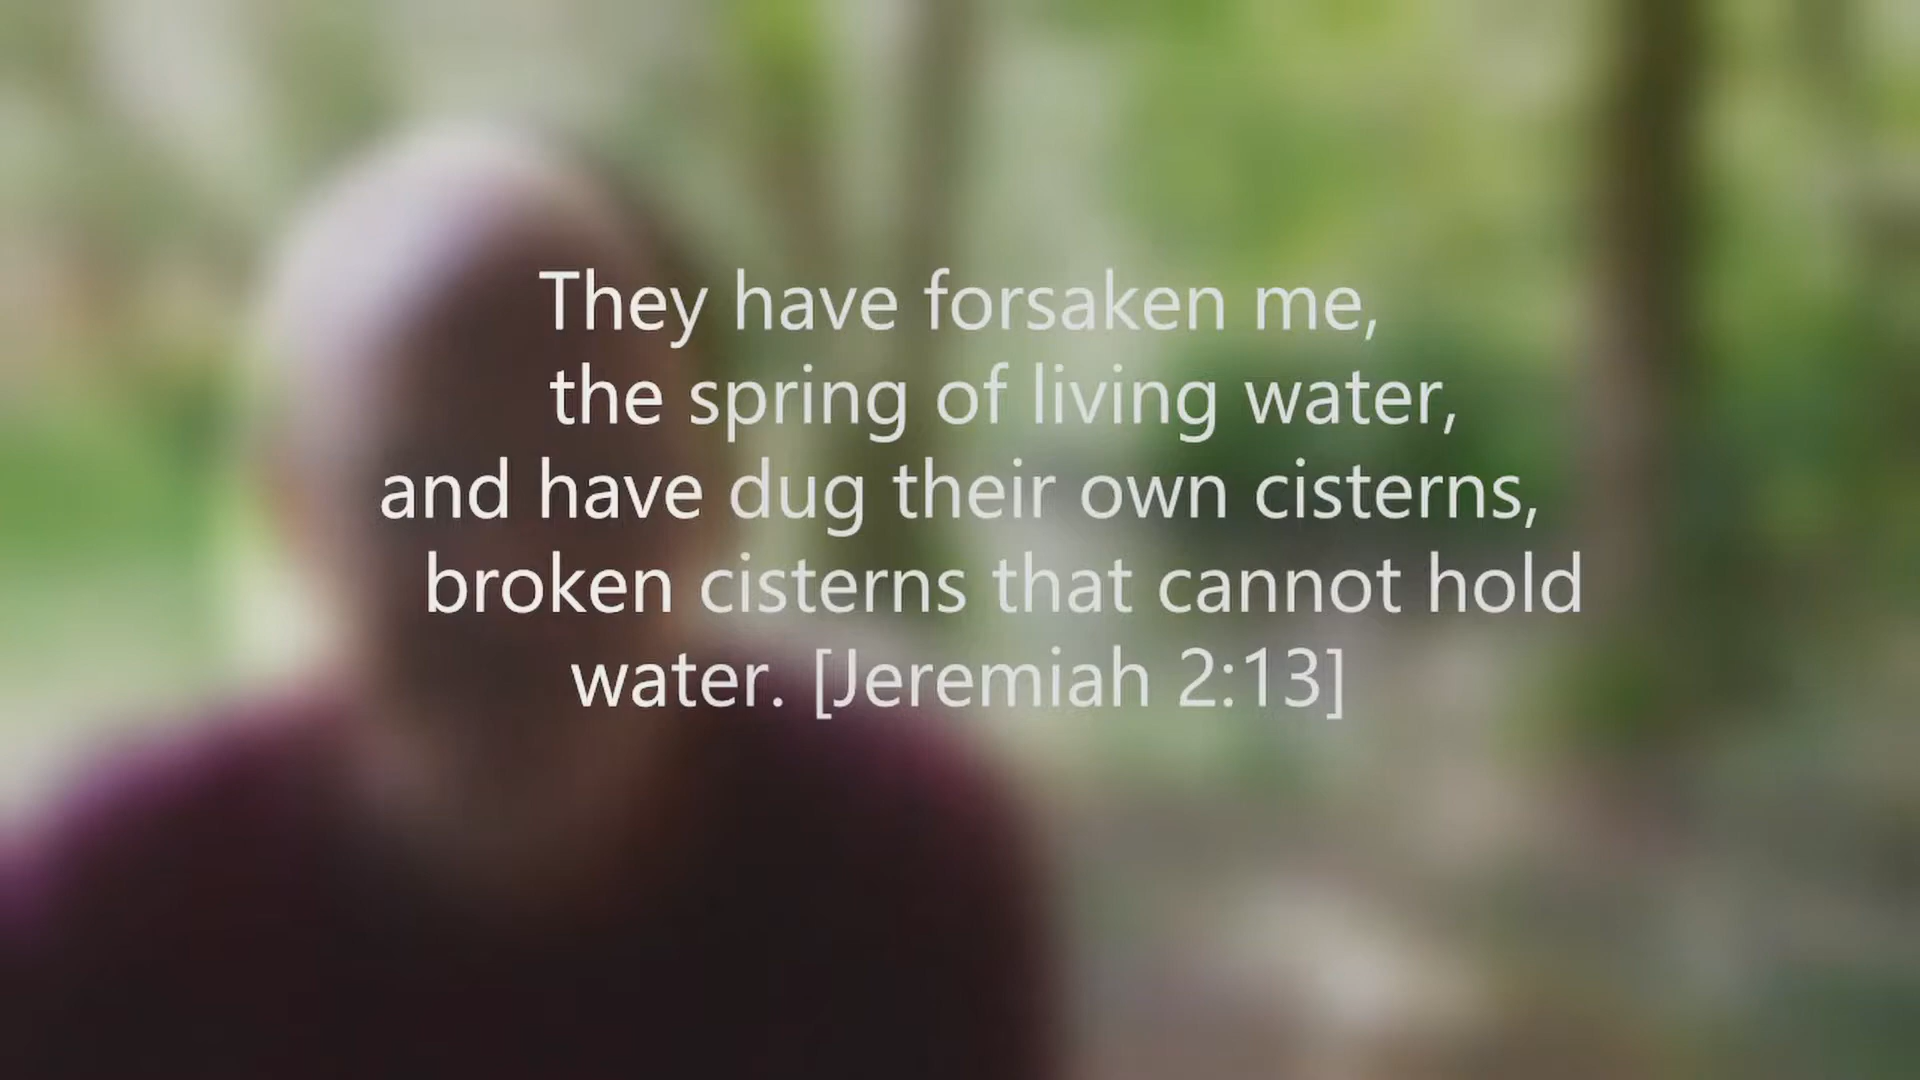 They have forsaken me,
the spring of living water,
and have dug their own cisterns,
broken cisterns that cannot hold
water. [Jeremiah 2:13]